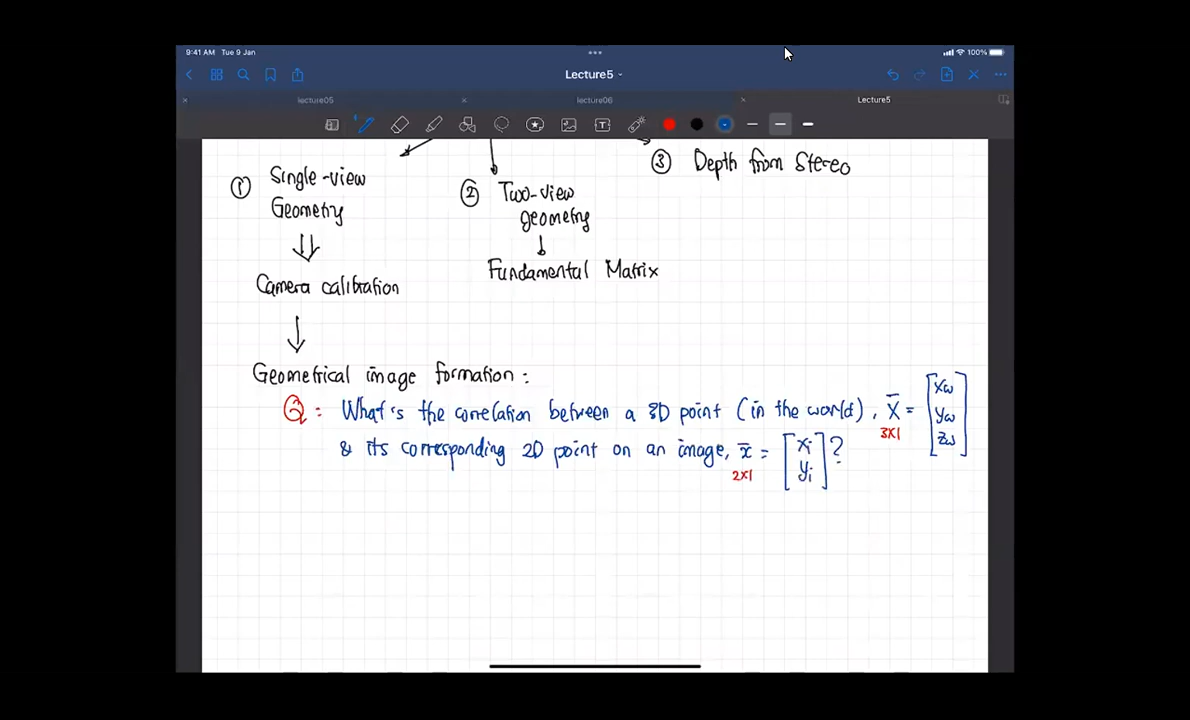 9:41 AM Tue 9 Jan
100%
Lecture5
lecture05
lecture06
Lecture5
① Single-view
Geometry
Camera calibration
② Two-view
geometry
Fundamental Matrix
③ Depth from Stereo
Geometrical image formation:
Q: What's the correlation between a 3D point (in the world), X̄ = [xw yw zw]
3x1
& its corresponding 2D point on an image, x̄ = [xi yi]?
2x1